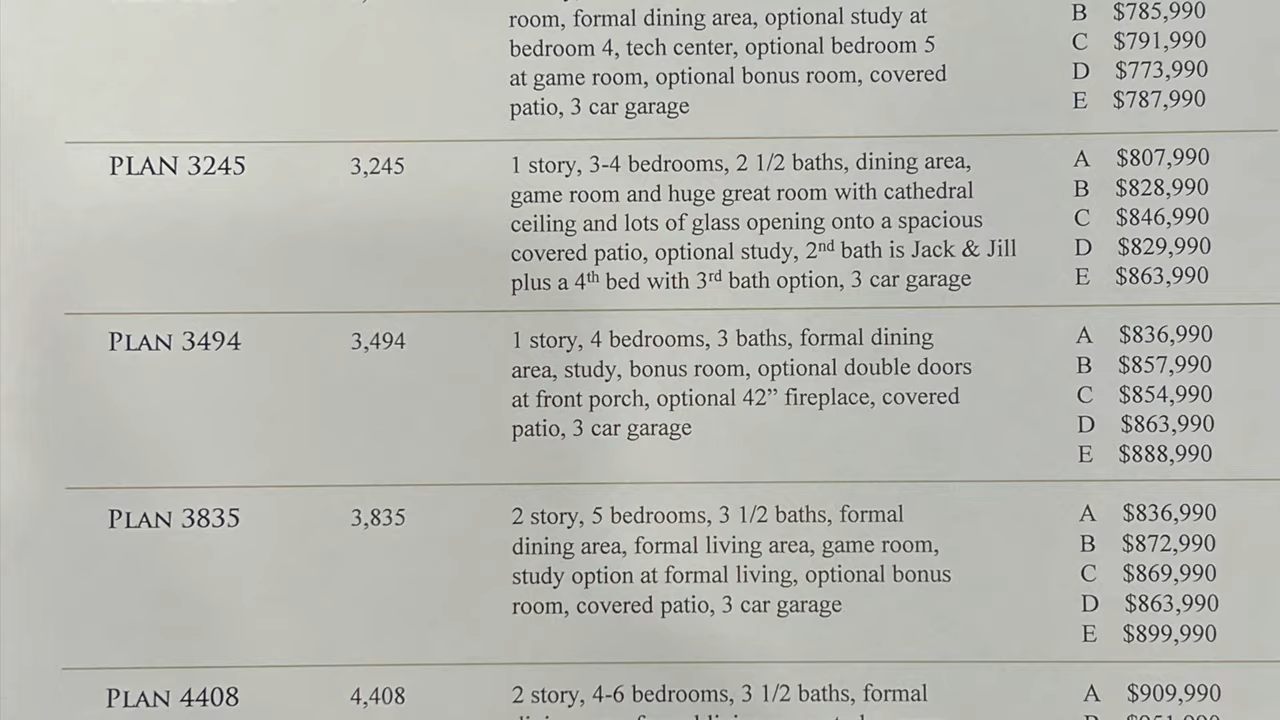 room, formal dining area, optional study at B $785,990
bedroom 4, tech center, optional bedroom 5 C $791,990
at game room, optional bonus room, covered D $773,990
patio, 3 car garage E $787,990
PLAN 3245 3,245 1 story, 3-4 bedrooms, 2 1/2 baths, dining area, A $807,990
game room and huge great room with cathedral B $828,990
ceiling and lots of glass opening onto a spacious C $846,990
covered patio, optional study, 2nd bath is Jack & Jill D $829,990
plus a 4th bed with 3rd bath option, 3 car garage E $863,990
PLAN 3494 3,494 1 story, 4 bedrooms, 3 baths, formal dining A $836,990
area, study, bonus room, optional double doors B $857,990
at front porch, optional 42” fireplace, covered C $854,990
patio, 3 car garage D $863,990
E $888,990
PLAN 3835 3,835 2 story, 5 bedrooms, 3 1/2 baths, formal A $836,990
dining area, formal living area, game room, B $872,990
study option at formal living, optional bonus C $869,990
room, covered patio, 3 car garage D $863,990
E $899,990
PLAN 4408 4,408 2 story, 4-6 bedrooms, 3 1/2 baths, formal A $909,990